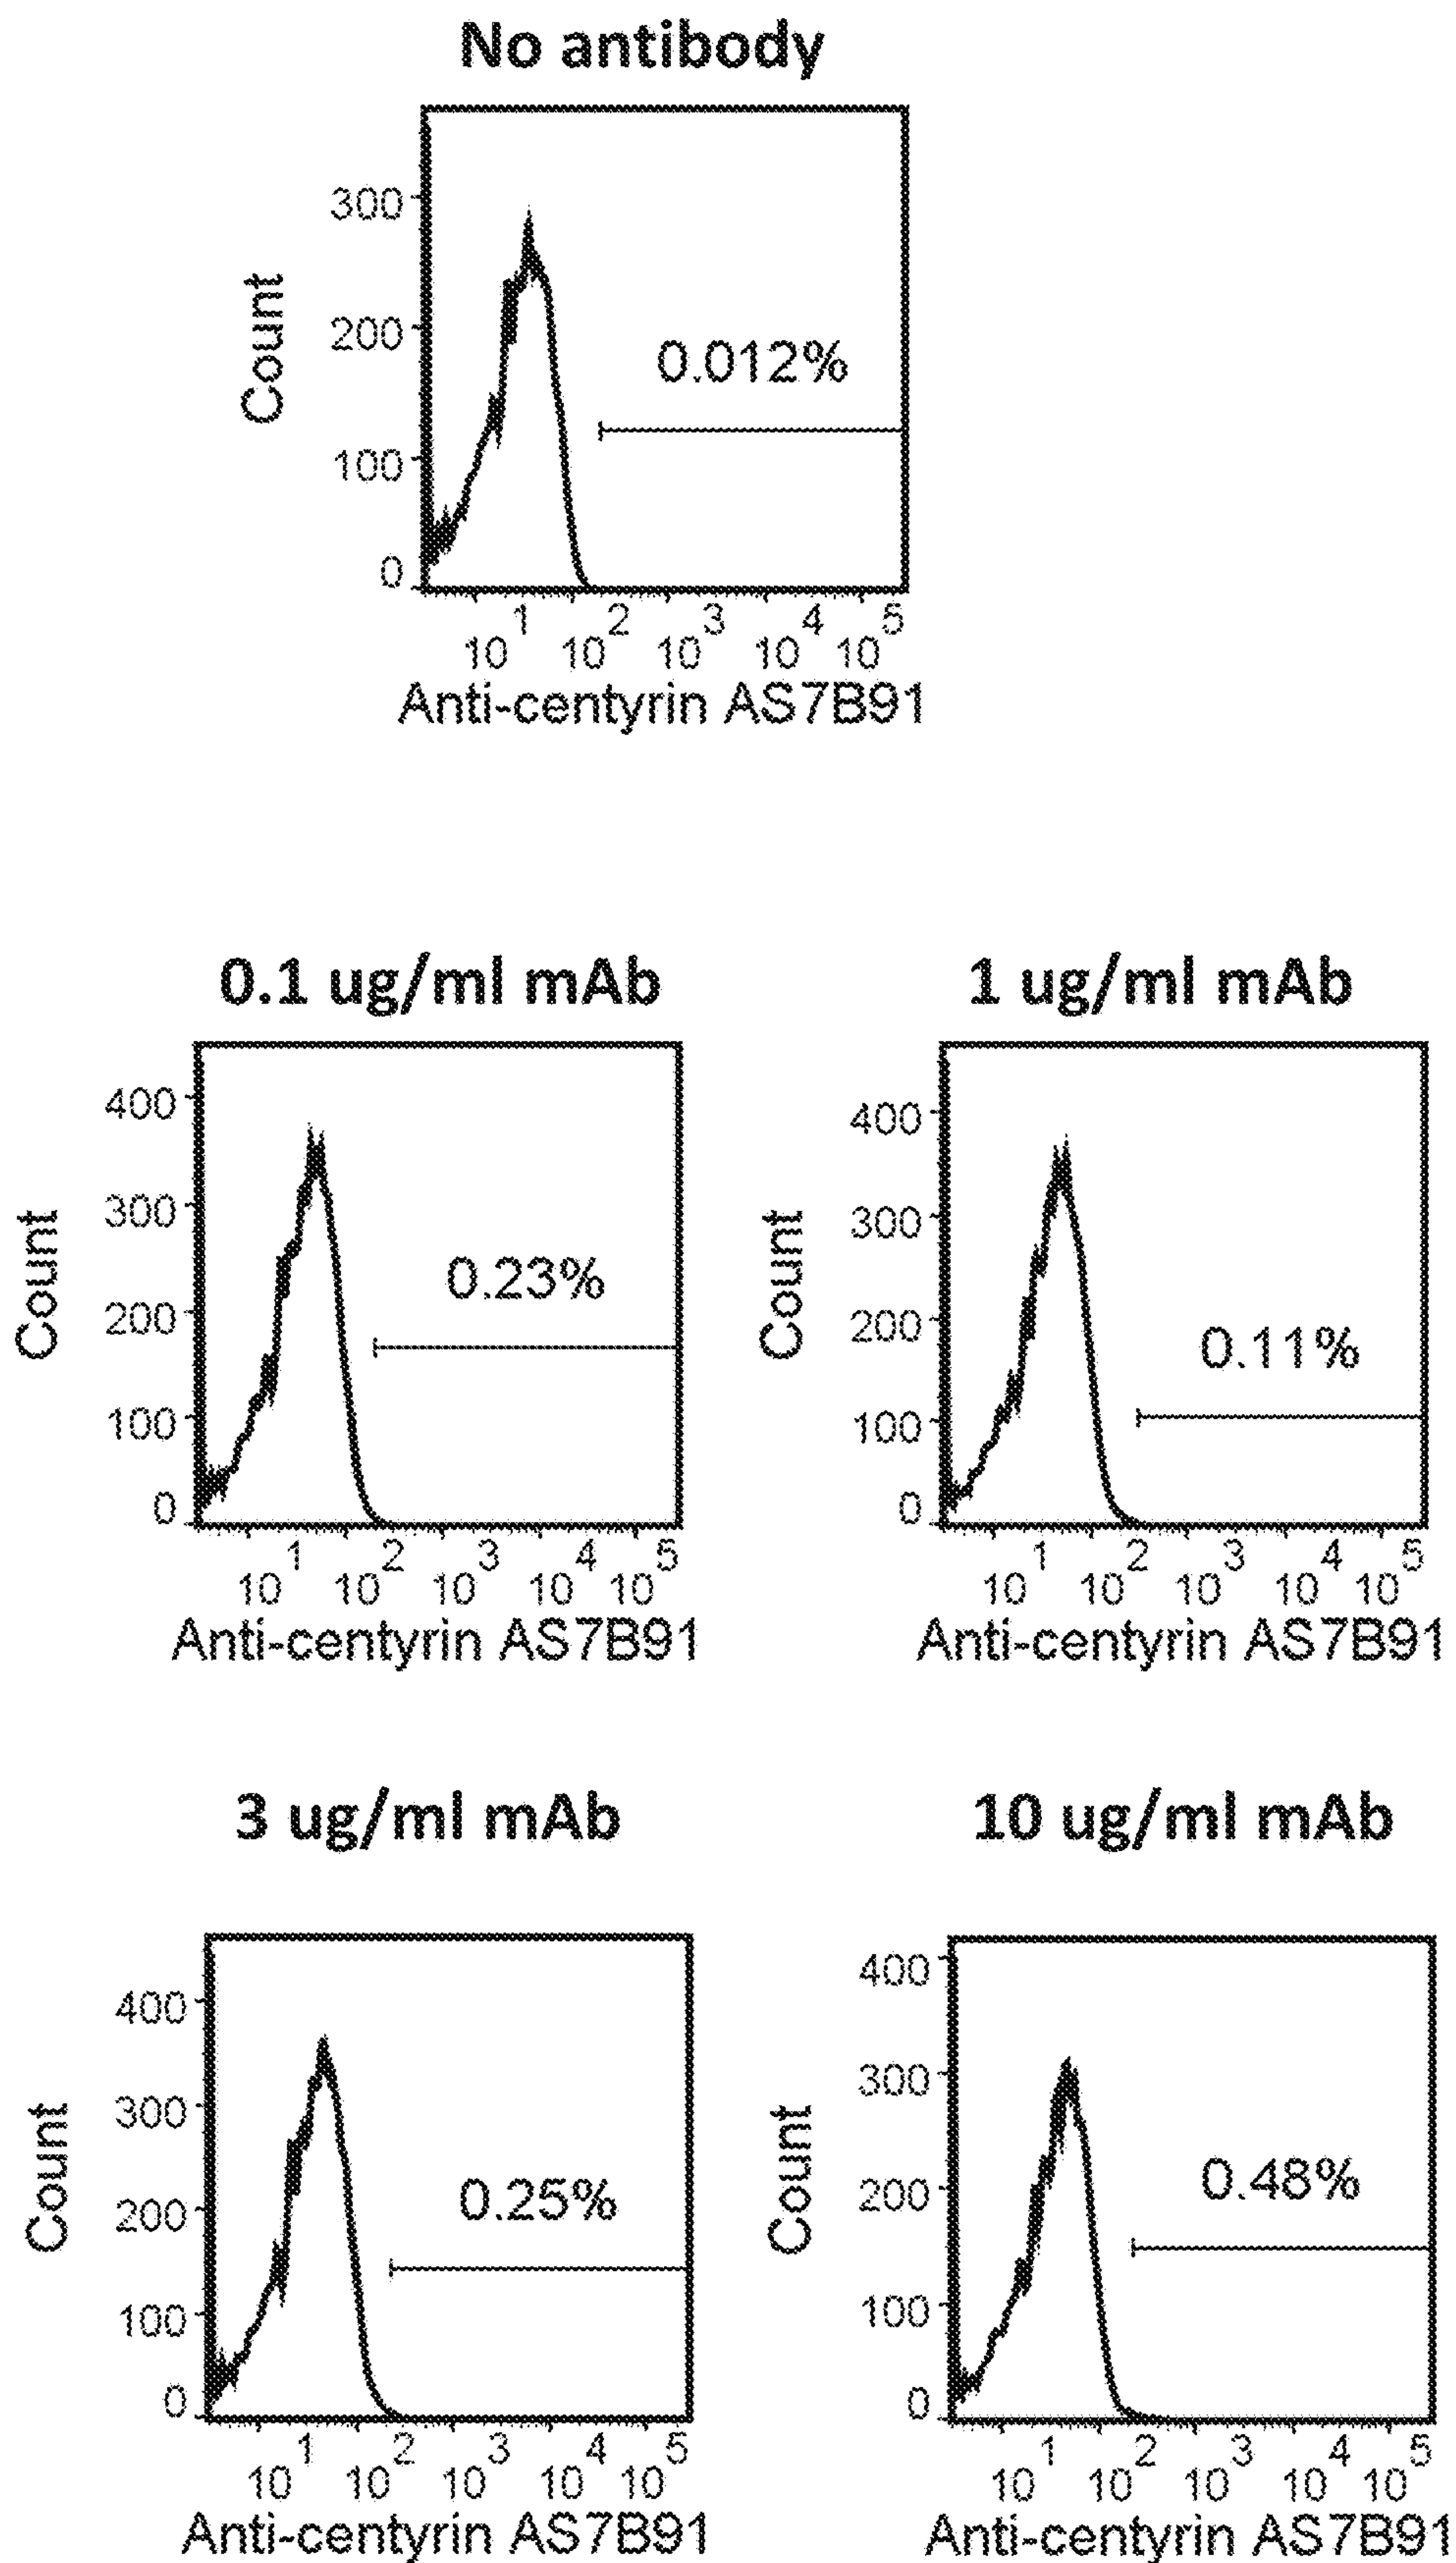 No antibody
300
200
100
0
Count
0.012%
10^1 10^2 10^3 10^4 10^5
Anti-centyrin AS7B91
0.1 ug/ml mAb
400
300
200
100
0
Count
0.23%
10^1 10^2 10^3 10^4 10^5
Anti-centyrin AS7B91
1 ug/ml mAb
400
300
200
100
0
Count
0.11%
10^1 10^2 10^3 10^4 10^5
Anti-centyrin AS7B91
3 ug/ml mAb
400
300
200
100
0
Count
0.25%
10^1 10^2 10^3 10^4 10^5
Anti-centyrin AS7B91
10 ug/ml mAb
400
300
200
100
0
Count
0.48%
10^1 10^2 10^3 10^4 10^5
Anti-centyrin AS7B91